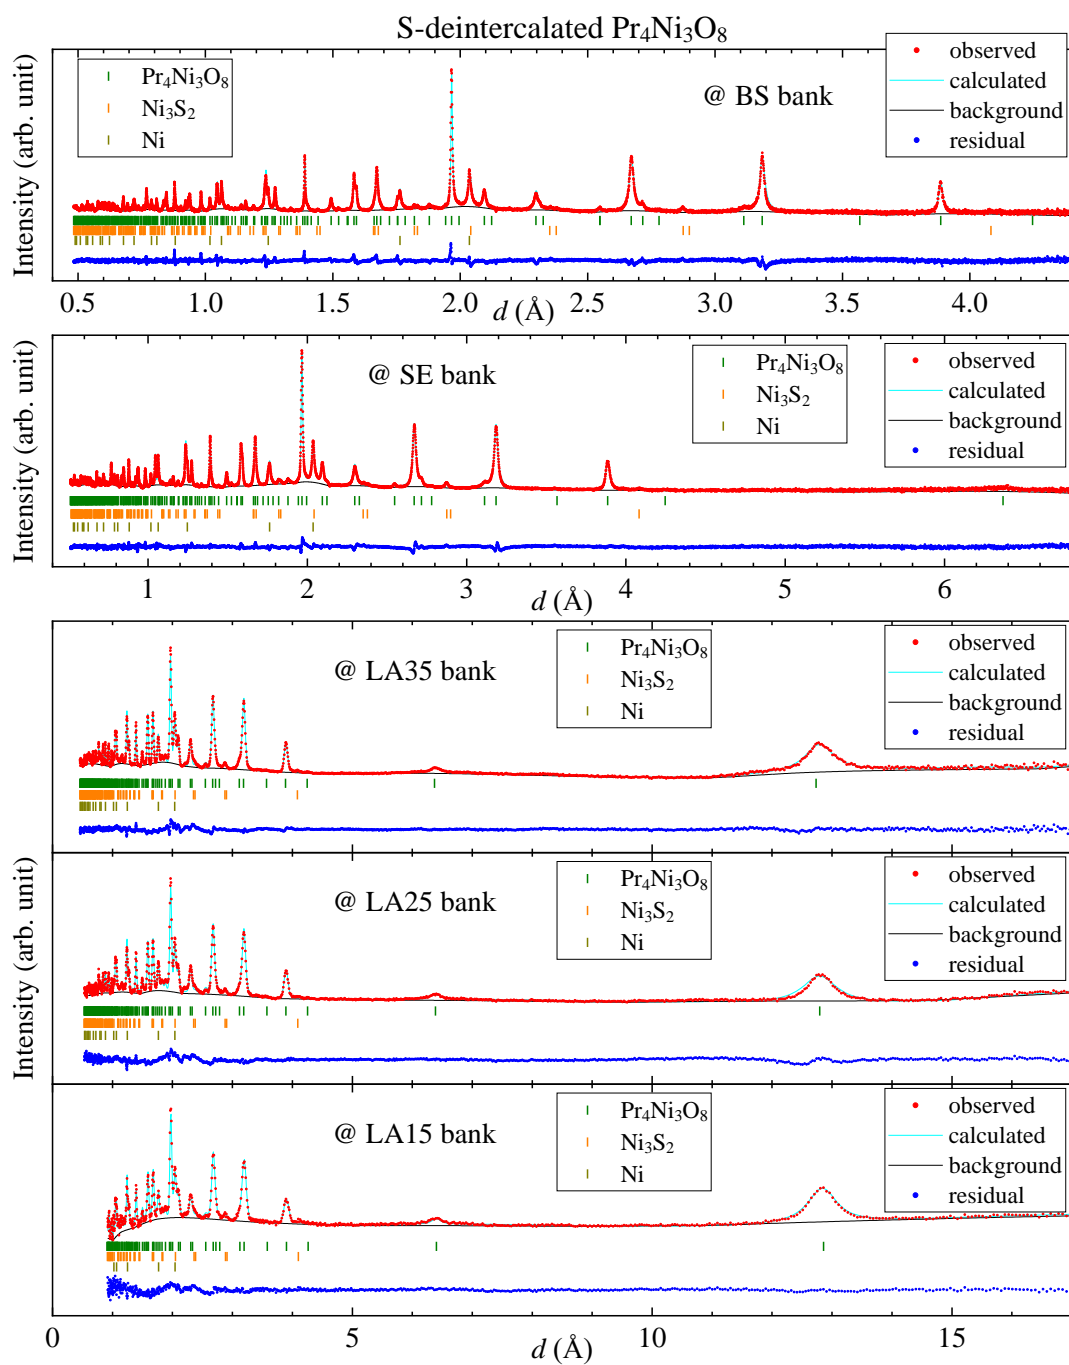 S-deintercalated Pr₄Ni₃O₈
Intensity (arb. unit)
Pr₄Ni₃O₈
Ni₃S₂
Ni
@ BS bank
observed
calculated
background
residual
0.5 1.0 1.5 2.0 2.5 3.0 3.5 4.0
d (Å)
Intensity (arb. unit)
@ SE bank
Pr₄Ni₃O₈
Ni₃S₂
Ni
observed
calculated
background
residual
1 2 3 4 5 6
d (Å)
@ LA35 bank
Pr₄Ni₃O₈
Ni₃S₂
Ni
observed
calculated
background
residual
Intensity (arb. unit)
@ LA25 bank
Pr₄Ni₃O₈
Ni₃S₂
Ni
observed
calculated
background
residual
@ LA15 bank
Pr₄Ni₃O₈
Ni₃S₂
Ni
observed
calculated
background
residual
0 5 10 15
d (Å)